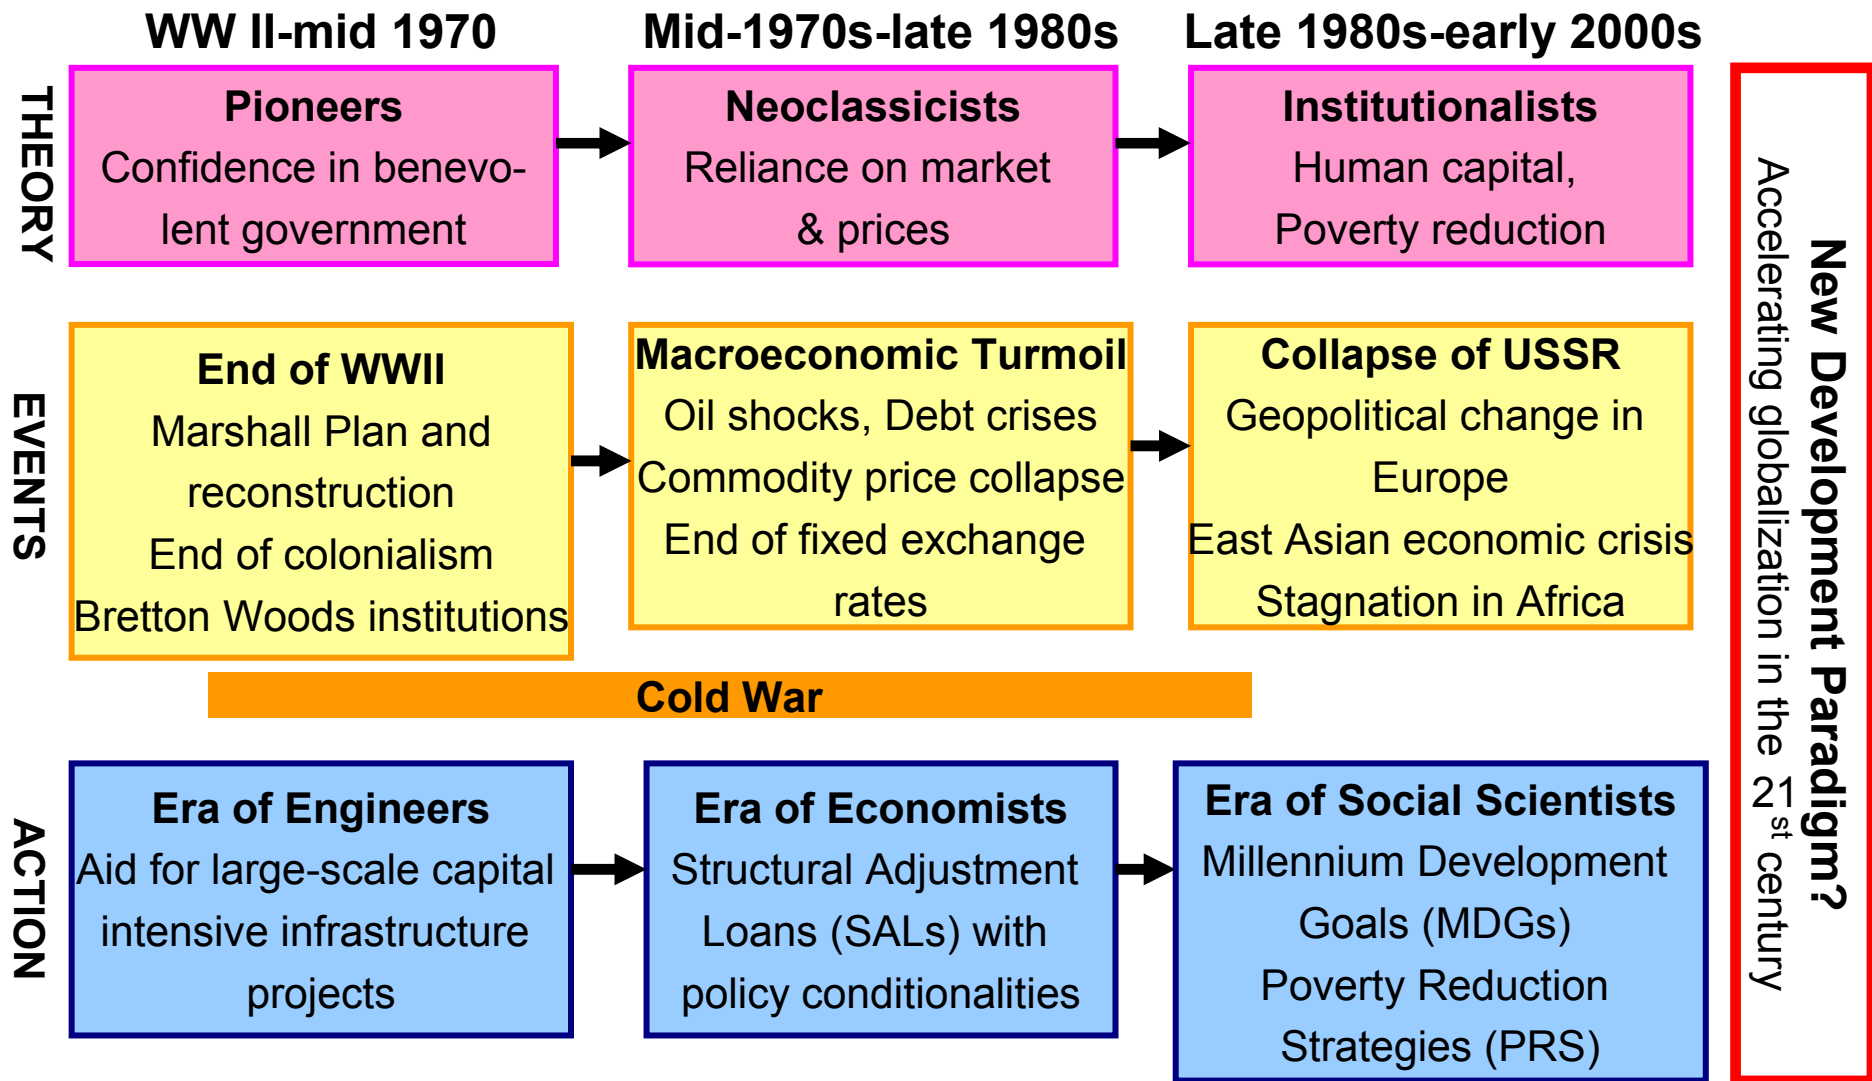 WW II-mid 1970
Mid-1970s-late 1980s
Late 1980s-early 2000s
THEORY
Pioneers
Confidence in benevo-
lent government
Neoclassicists
Reliance on market
& prices
Institutionalists
Human capital,
Poverty reduction
EVENTS
End of WWII
Marshall Plan and
reconstruction
End of colonialism
Bretton Woods institutions
Macroeconomic Turmoil
Oil shocks, Debt crises
Commodity price collapse
End of fixed exchange
rates
Collapse of USSR
Geopolitical change in
Europe
East Asian economic crisis
Stagnation in Africa
Cold War
ACTION
Era of Engineers
Aid for large-scale capital
intensive infrastructure
projects
Era of Economists
Structural Adjustment
Loans (SALs) with
policy conditionalities
Era of Social Scientists
Millennium Development
Goals (MDGs)
Poverty Reduction
Strategies (PRS)
New Development Paradigm?
Accelerating globalization in the 21st century